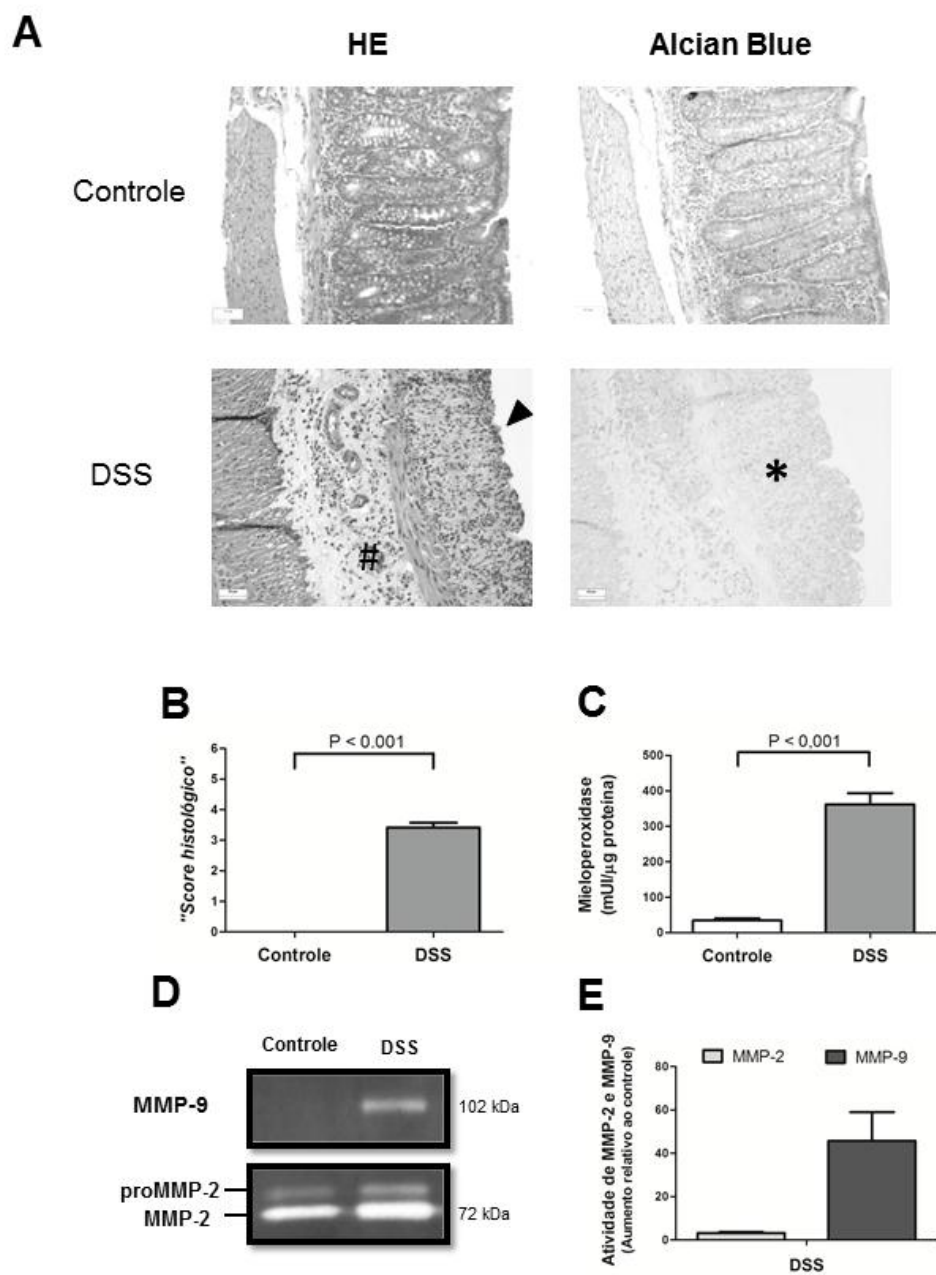 A
HE
Alcian Blue
Controle
DSS
#
*
B
P < 0.001
"Score histológico"
6
5
4
3
2
1
0
Controle
DSS
C
P < 0.001
Mieloperoxidase
(mUI/µg proteína)
500
400
300
200
100
0
Controle
DSS
D
Controle
DSS
MMP-9
102 kDa
proMMP-2
MMP-2
72 kDa
E
MMP-2
MMP-9
Atividade de MMP-2 e MMP-9
(Aumento relativo ao controle)
80
60
40
20
0
DSS